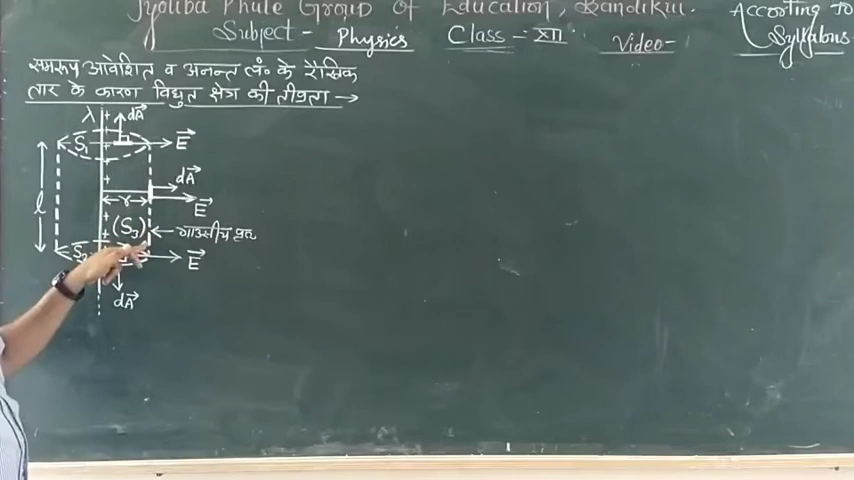 Jyotiba Phule Group of Education, Bandikui.
According to Syllabus
Subject - Physics Class - XII Video -
समरूप आवेशित व अनन्त लं० के रैखिक
तार के कारण विद्युत क्षेत्र की तीव्रता →
λ + dA⃗
S₁ E⃗
dA⃗
l r E⃗
(S₃) ← गाउसीय पृष्ठ
S₂ E⃗
dA⃗